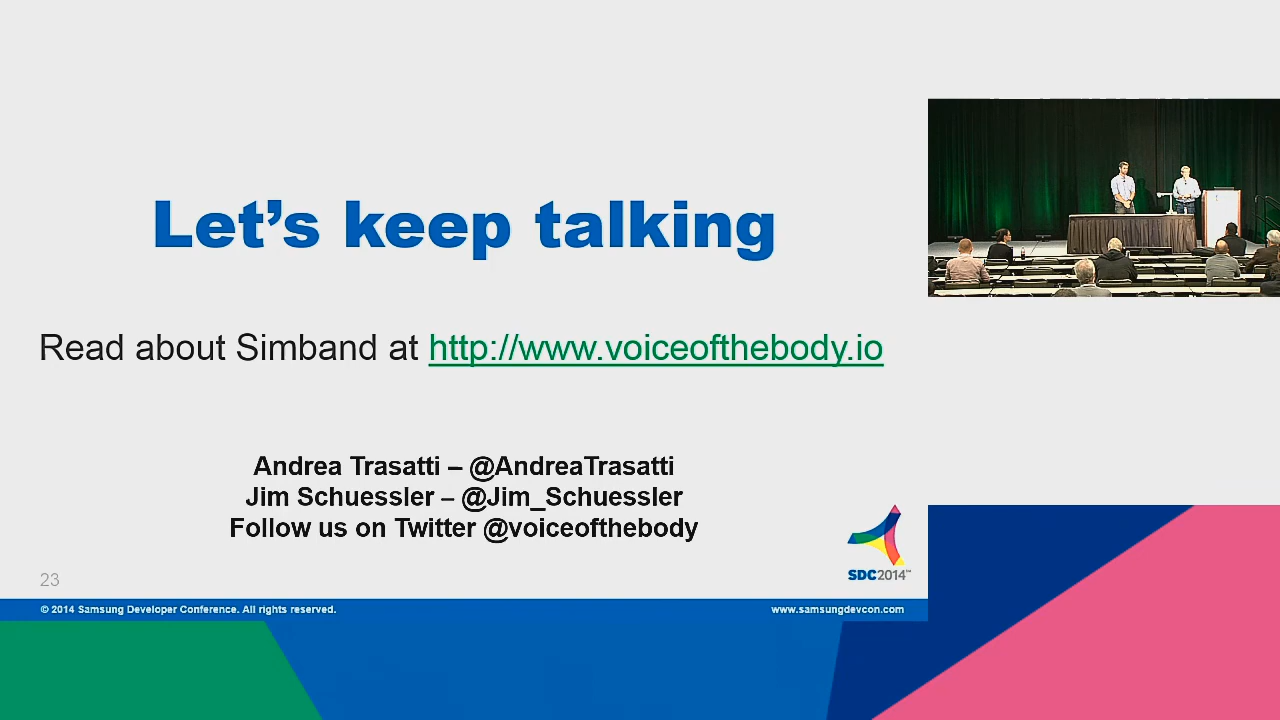 Let’s keep talking
Read about Simband at http://www.voiceofthebody.io
Andrea Trasatti – @AndreaTrasatti
Jim Schuessler – @Jim_Schuessler
Follow us on Twitter @voiceofthebody
23
SDC2014™
© 2014 Samsung Developer Conference. All rights reserved.
www.samsungdevcon.com